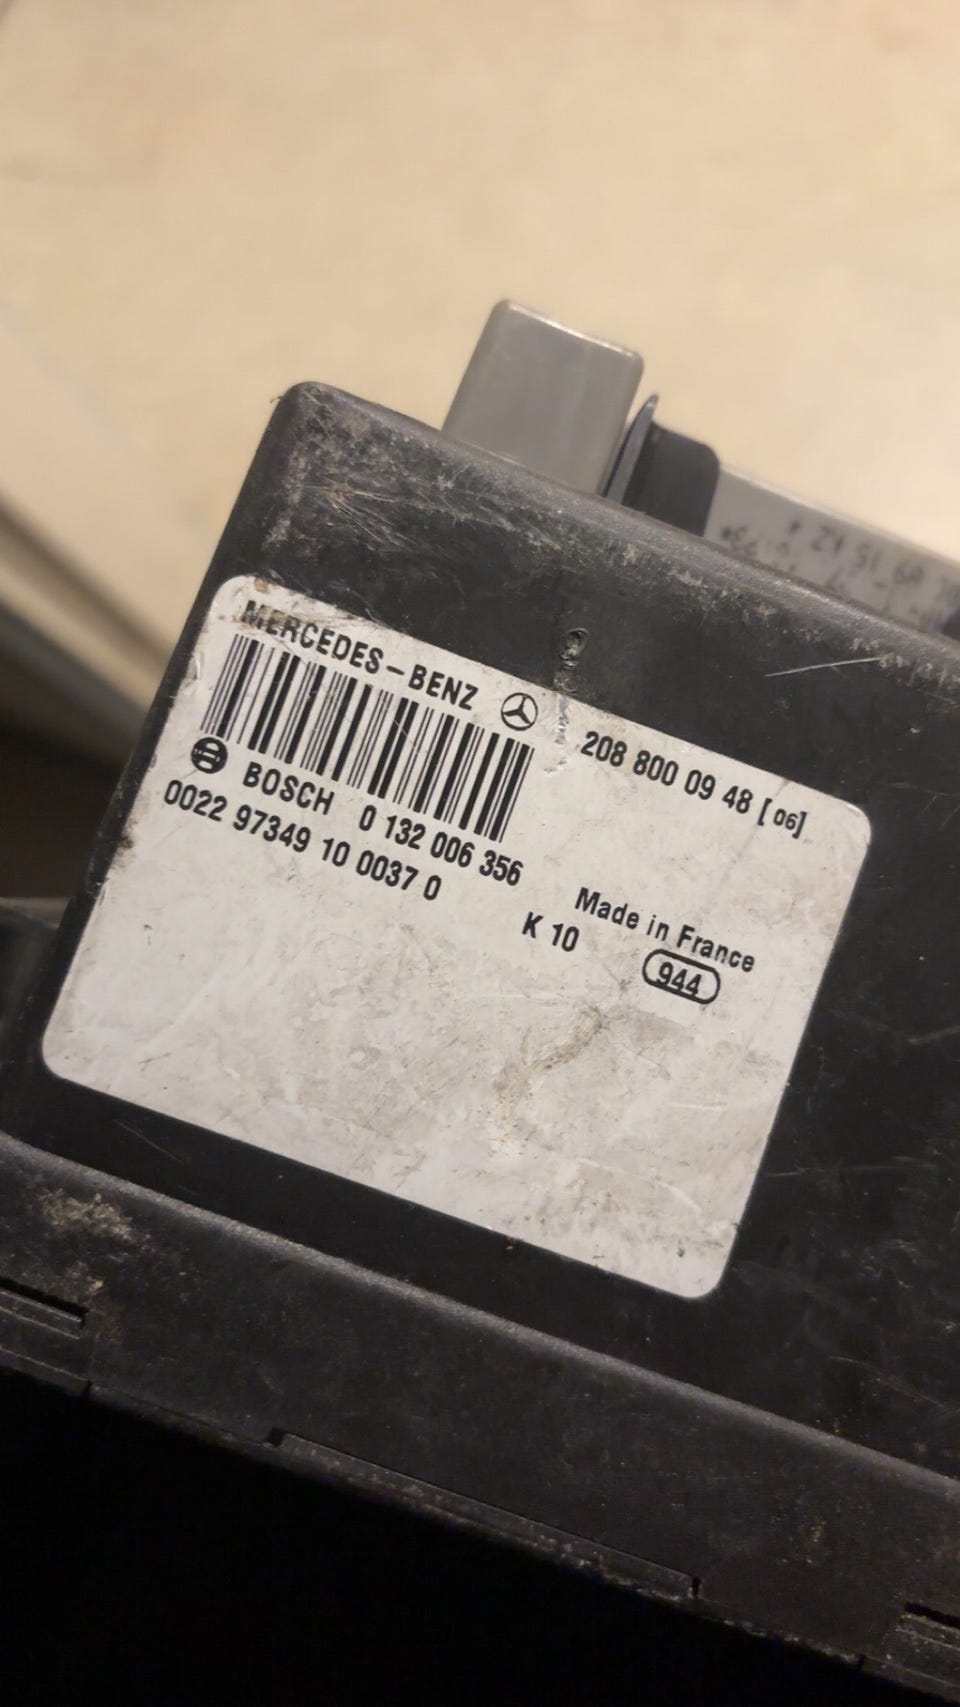 MERCEDES-BENZ
208 800 09 48 [06]
BOSCH 0 132 006 356
0022 97349 10 0037 0
Made in France
K 10
944